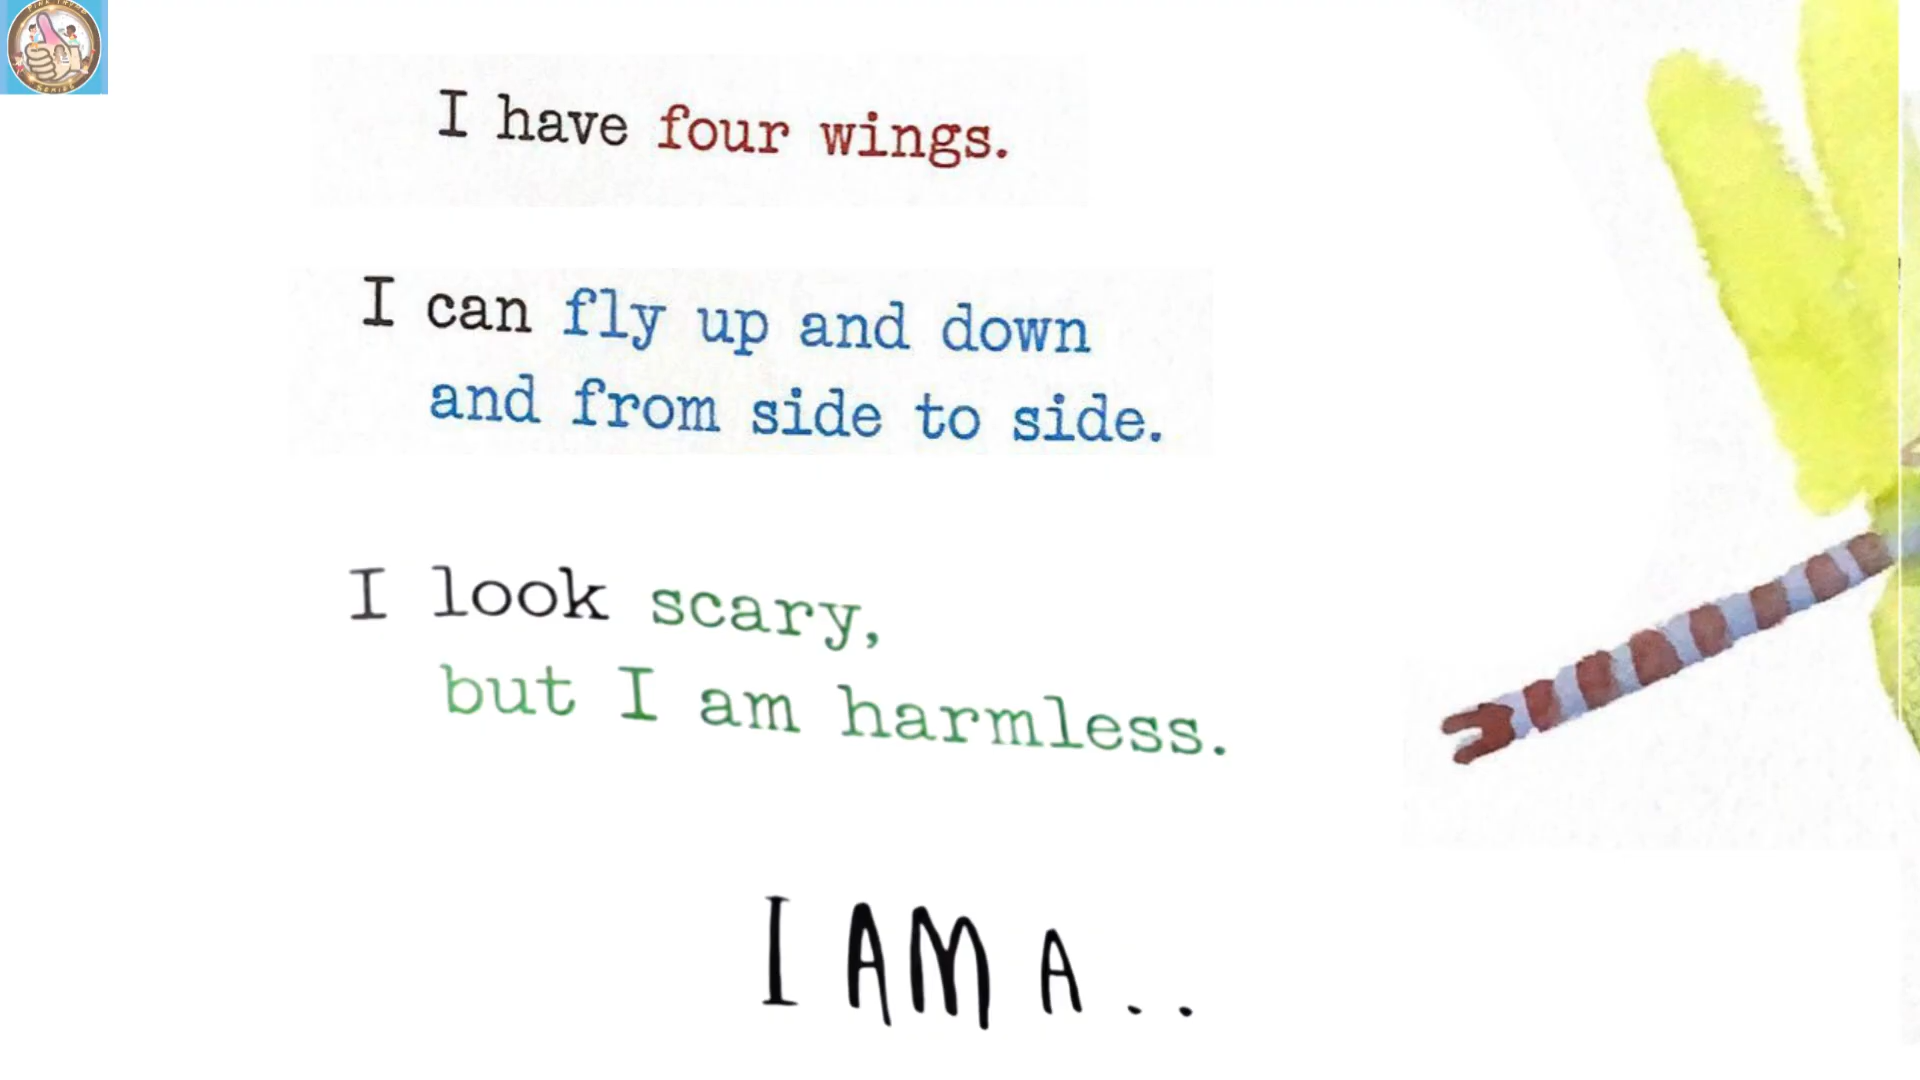 I have four wings.
I can fly up and down
and from side to side.
I look scary,
but I am harmless.
I AM A..